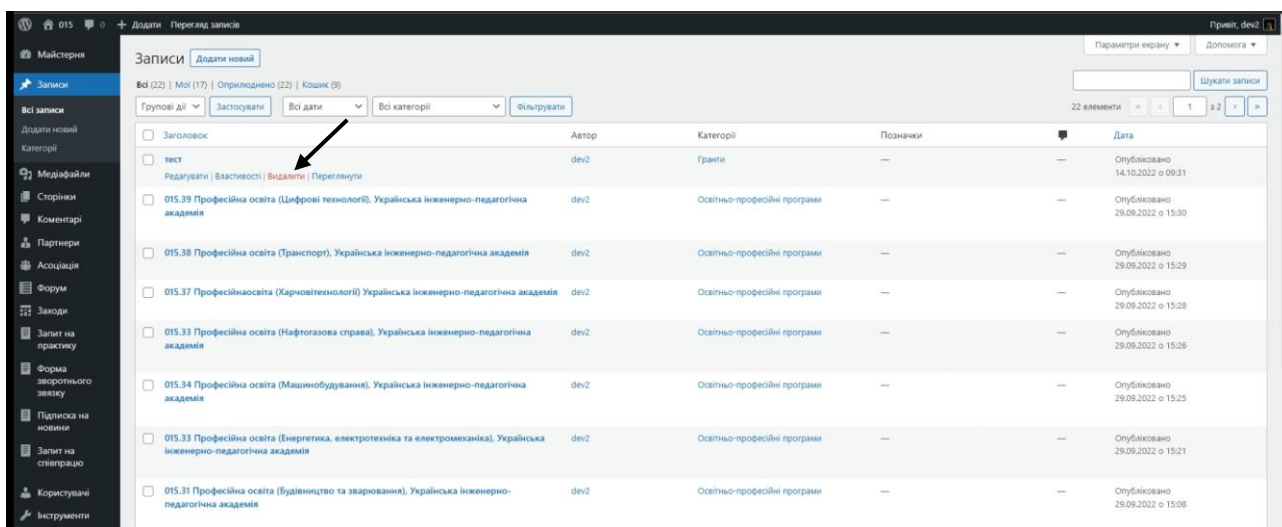 015 0 + Додати Перегляд записів Привіт, dev2
Майстерня
Записи
Всі записи
Додати новий
Категорії
Медіафайли
Сторінки
Коментарі
Партнери
Асоціація
Форум
Заходи
Запит на
практику
Форма
зворотнього
звязку
Підписка на
новини
Запит на
співпрацю
Користувачі
Інструменти
Параметри екрану Допомога
Записи Додати новий
Всі (22) | Мої (17) | Оприлюднено (22) | Кошик (9)
Шукати записи
Групові дії Застосувати Всі дати Всі категорії Фільтрувати 22 елементи « ‹ 1 з 2 › »
Заголовок Автор Категорії Позначки Дата
тест dev2 Гранти — — Опубліковано
14.10.2022 о 09:31
Редагувати | Властивості | Видалити | Переглянути
015.39 Професійна освіта (Цифрові технології), Українська інженерно-педагогічна dev2 Освітньо-професійні програми — — Опубліковано
академія 29.09.2022 о 15:30
015.38 Професійна освіта (Транспорт), Українська інженерно-педагогічна академія dev2 Освітньо-професійні програми — — Опубліковано
29.09.2022 о 15:29
015.37 Професійнаосвіта (Харчовітехнології) Українська інженерно-педагогічна академія dev2 Освітньо-професійні програми — — Опубліковано
29.09.2022 о 15:28
015.33 Професійна освіта (Нафтогазова справа), Українська інженерно-педагогічна dev2 Освітньо-професійні програми — — Опубліковано
академія 29.09.2022 о 15:26
015.34 Професійна освіта (Машинобудування), Українська інженерно-педагогічна dev2 Освітньо-професійні програми — — Опубліковано
академія 29.09.2022 о 15:25
015.33 Професійна освіта (Енергетика, електротехніка та електромеханіка), Українська dev2 Освітньо-професійні програми — — Опубліковано
інженерно-педагогічна академія 29.09.2022 о 15:21
015.31 Професійна освіта (Будівництво та зварювання), Українська інженерно- dev2 Освітньо-професійні програми — — Опубліковано
педагогічна академія 29.09.2022 о 15:08